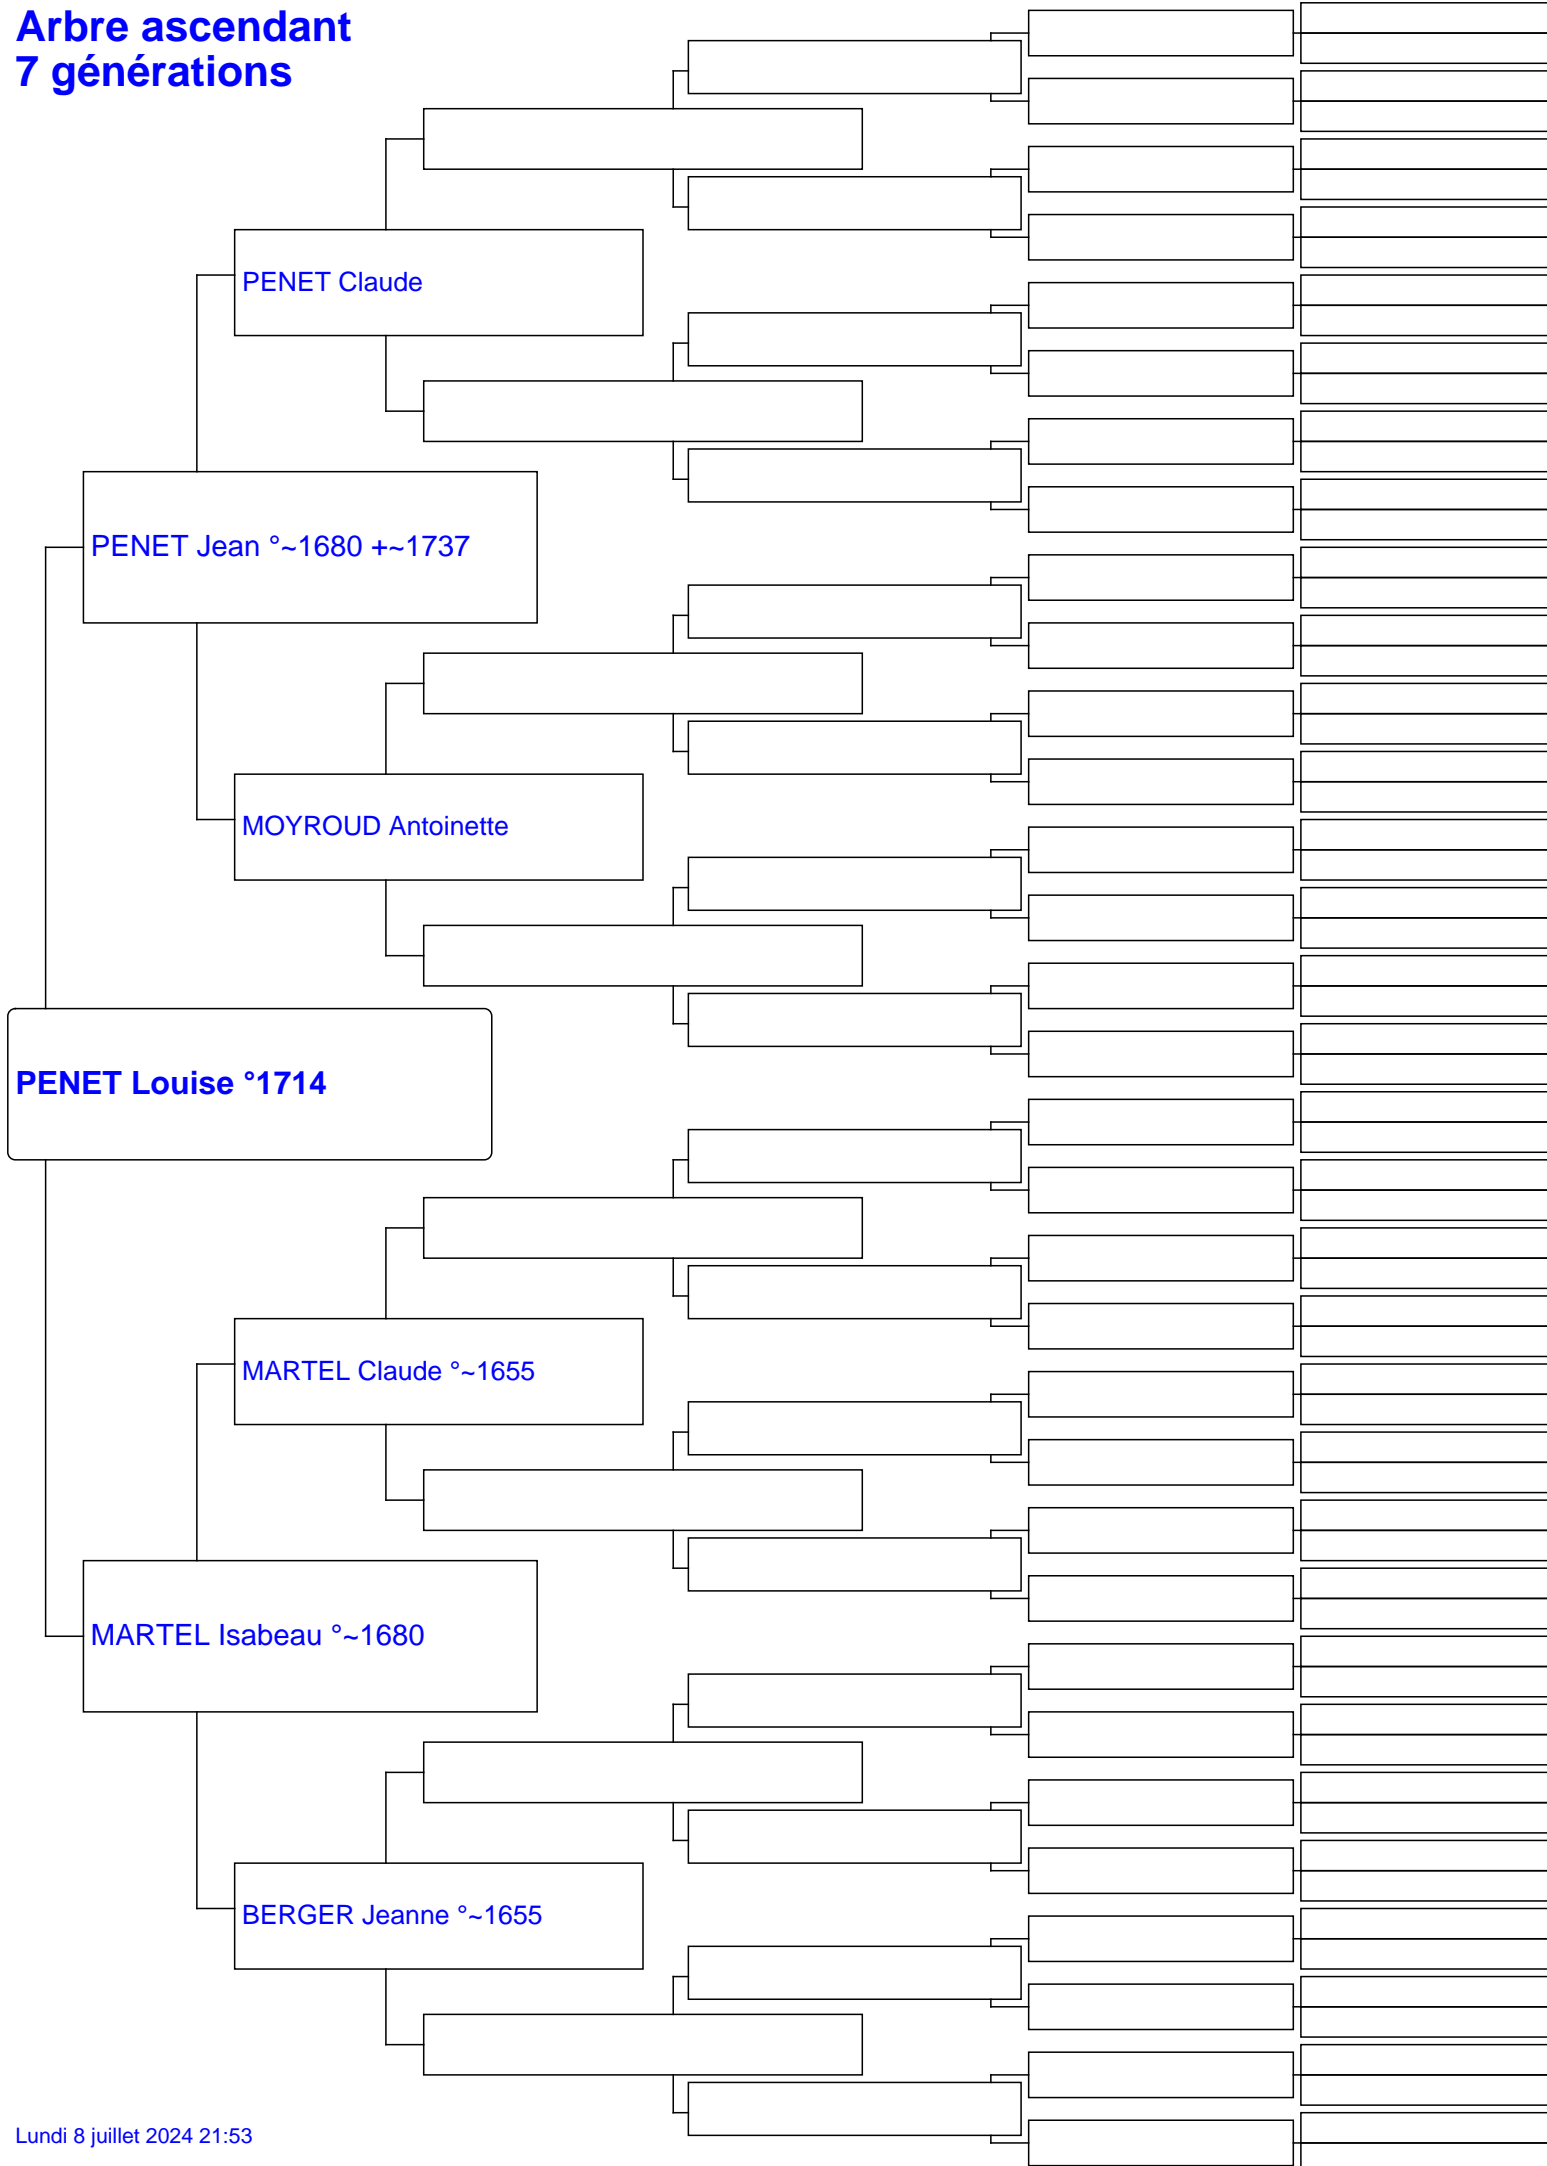 Arbre ascendant
7 générations
PENET Claude
PENET Jean °~1680 +~1737
MOYROUD Antoinette
PENET Louise °1714
MARTEL Claude °~1655
MARTEL Isabeau °~1680
BERGER Jeanne °~1655
Lundi 8 juillet 2024 21:53